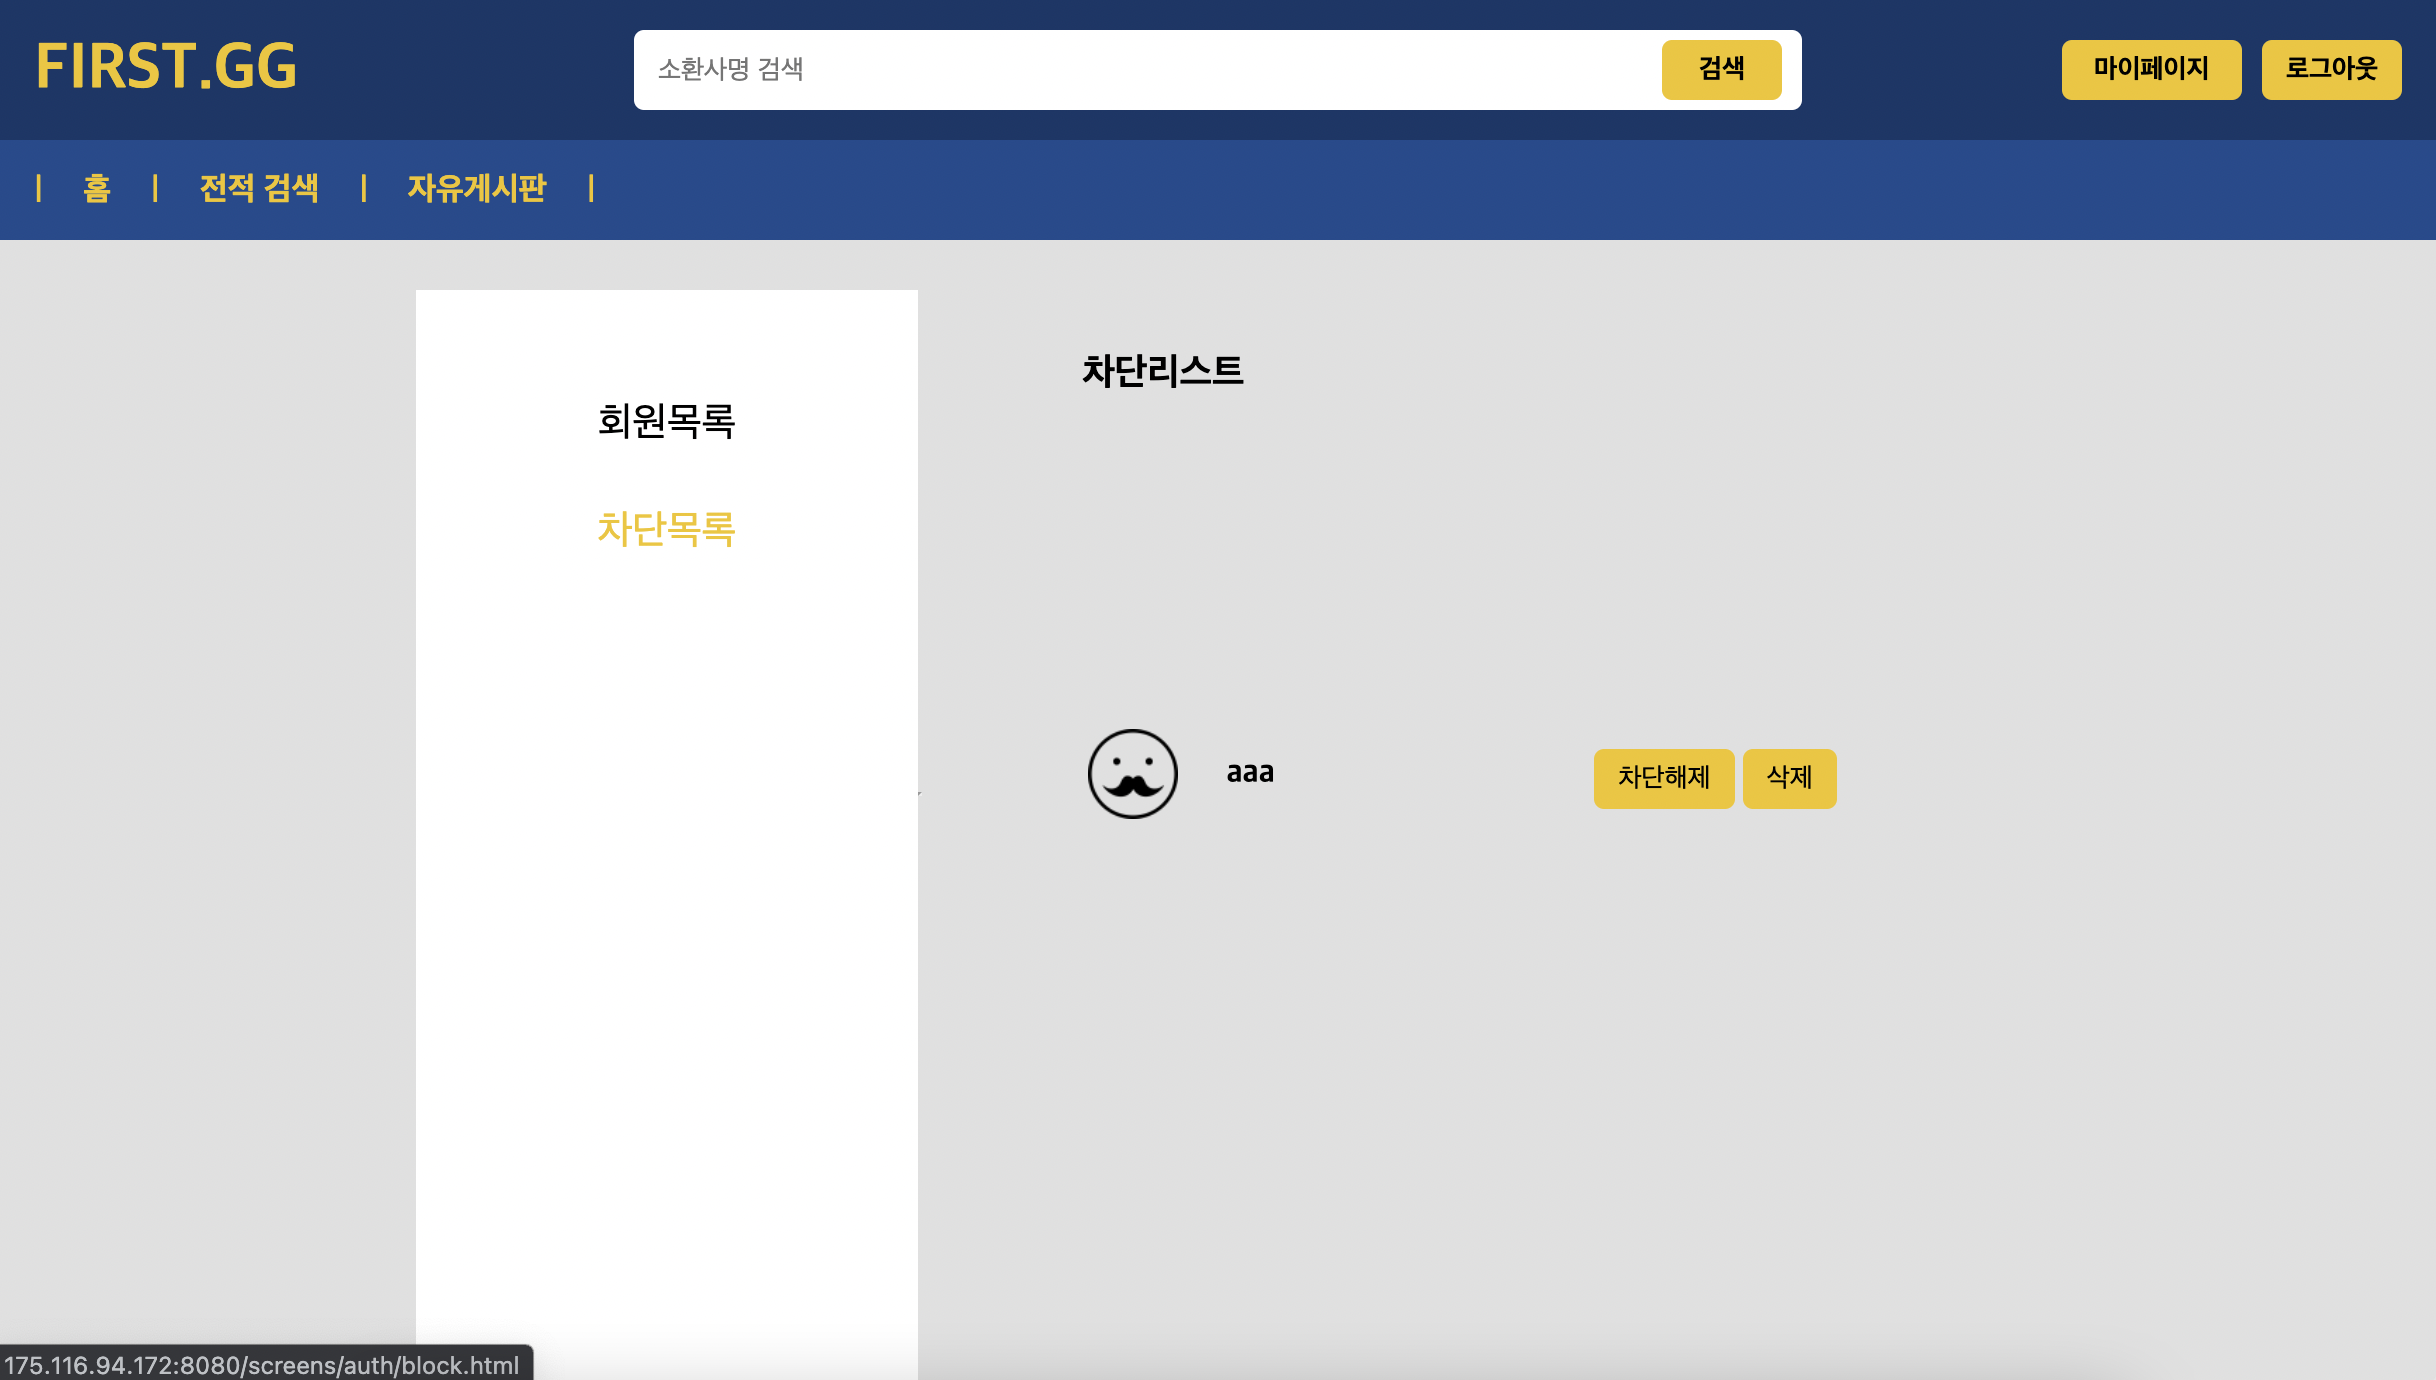 FIRST.GG
소환사명 검색
검색
마이페이지
로그아웃
| 홈 | 전적 검색 | 자유게시판 |
차단리스트
회원목록
차단목록
aaa
차단해제
삭제
175.116.94.172:8080/screens/auth/block.html